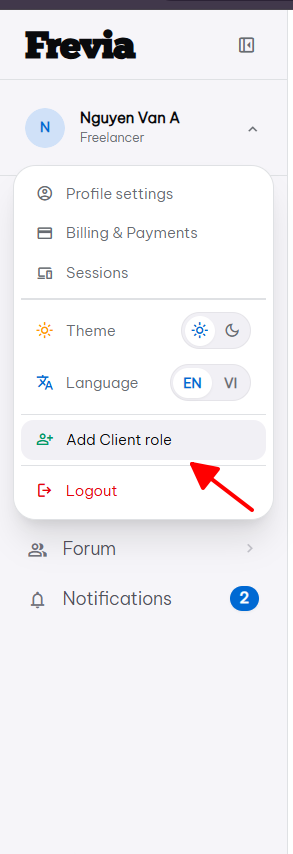 Frevia
N
Nguyen Van A
Freelancer
Profile settings
Billing & Payments
Sessions
Theme
Language EN VI
Add Client role
Logout
Forum
Notifications 2